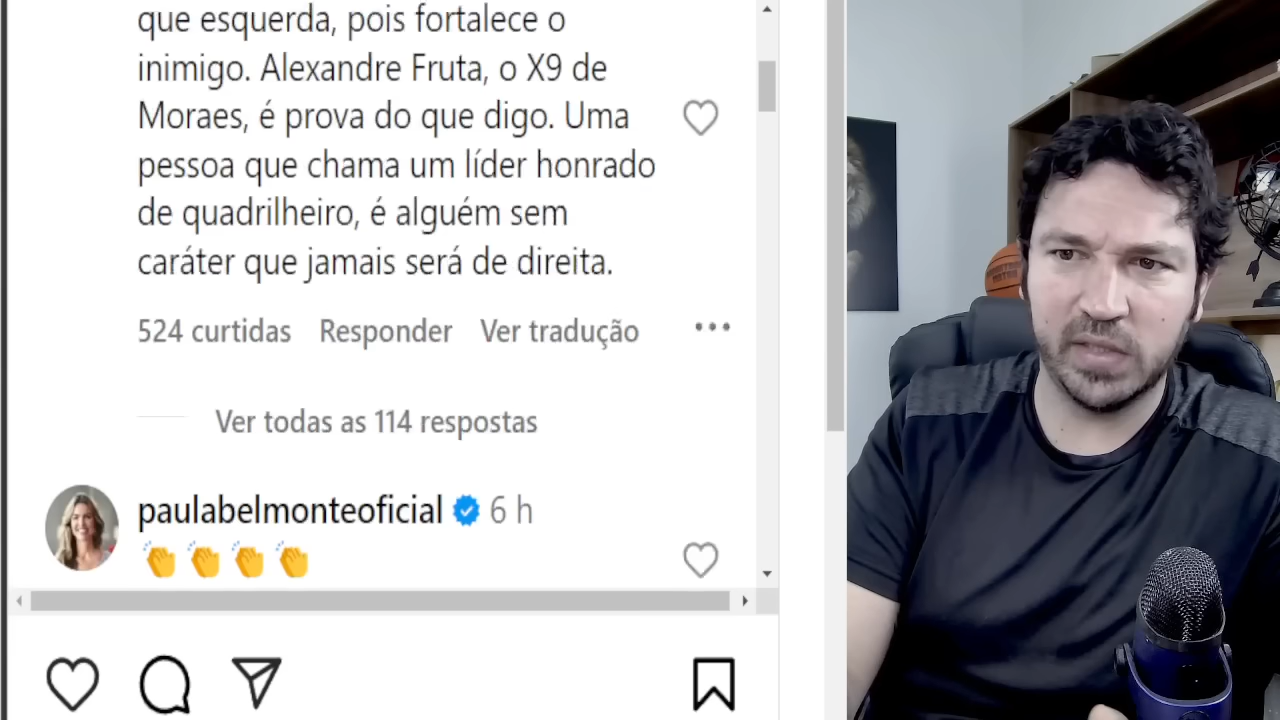 que esquerda, pois fortalece o
inimigo. Alexandre Fruta, o X9 de
Moraes, é prova do que digo. Uma
pessoa que chama um líder honrado
de quadrilheiro, é alguém sem
caráter que jamais será de direita.
524 curtidas Responder Ver tradução
Ver todas as 114 respostas
paulabelmonteoficial 6 h
👏👏👏👏